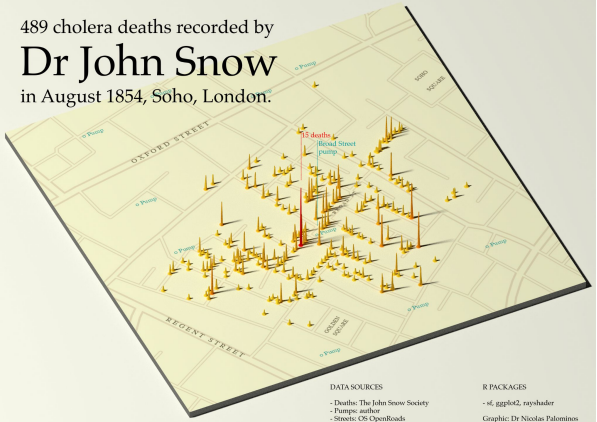 489 cholera deaths recorded by
Dr John Snow
in August 1854, Soho, London.
Pump
SOHO
SQUARE
Pump
OXFORD STREET
15 deaths
Broad Street
pump
Pump
Pump
Pump
Pump
Pump
REGENT STREET
GOLDEN
SQUARE
Pump
DATA SOURCES
- Deaths: The John Snow Society
- Pumps: author
- Streets: OS OpenRoads
R PACKAGES
- sf, ggplot2, rayshader
Graphic: Dr Nicolas Palominos